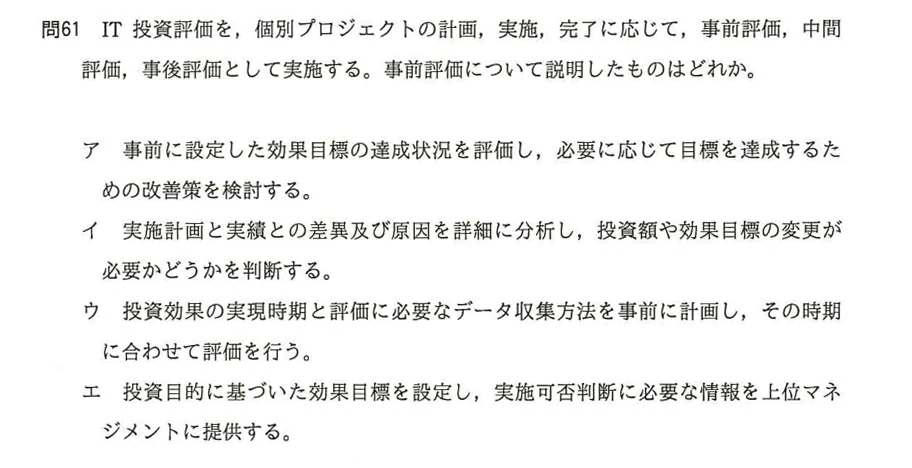 問61 IT 投資評価を，個別プロジェクトの計画，実施，完了に応じて，事前評価，中間
評価，事後評価として実施する。事前評価について説明したものはどれか。
ア 事前に設定した効果目標の達成状況を評価し，必要に応じて目標を達成するた
めの改善策を検討する。
イ 実施計画と実績との差異及び原因を詳細に分析し，投資額や効果目標の変更が
必要かどうかを判断する。
ウ 投資効果の実現時期と評価に必要なデータ収集方法を事前に計画し，その時期
に合わせて評価を行う。
エ 投資目的に基づいた効果目標を設定し，実施可否判断に必要な情報を上位マネ
ジメントに提供する。